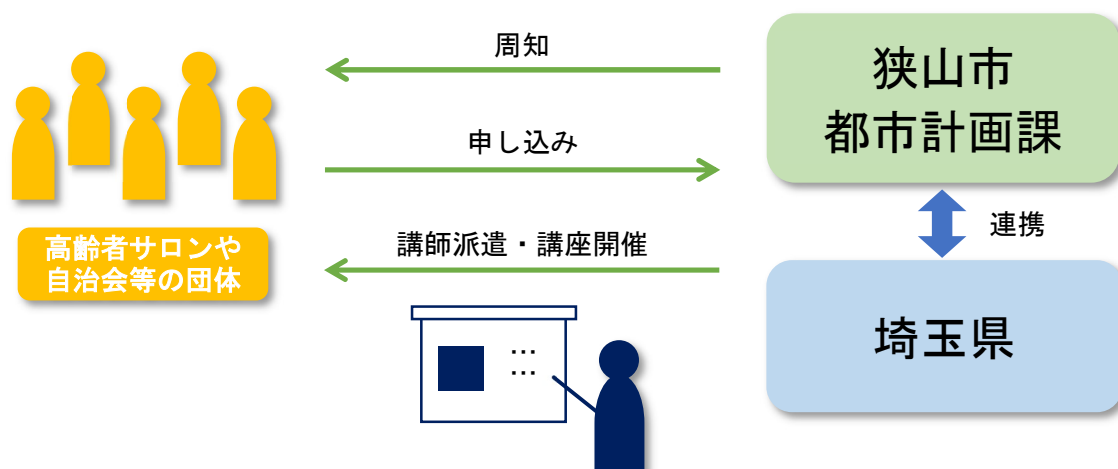 周知
狭山市
都市計画課
申し込み
連携
高齢者サロンや
自治会等の団体
講師派遣・講座開催
埼玉県
…
…